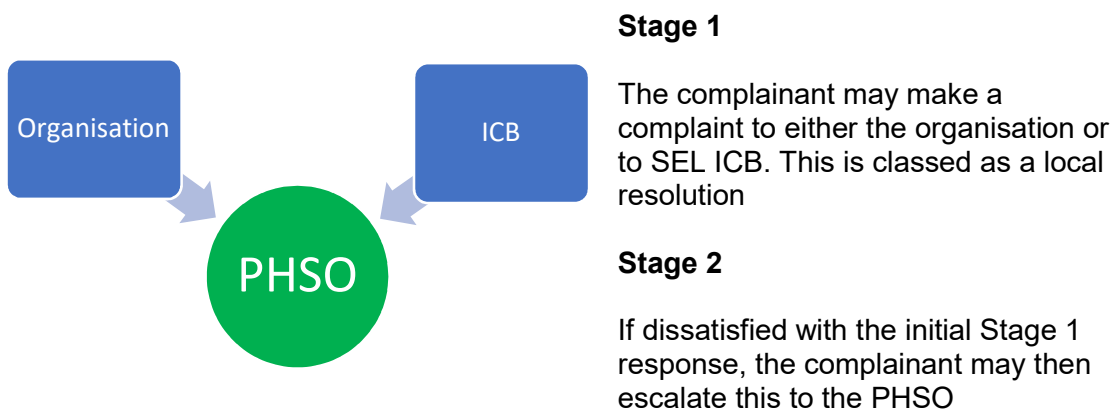 Organisation
ICB
PHSO
Stage 1
The complainant may make a
complaint to either the organisation or
to SEL ICB. This is classed as a local
resolution
Stage 2
If dissatisfied with the initial Stage 1
response, the complainant may then
escalate this to the PHSO